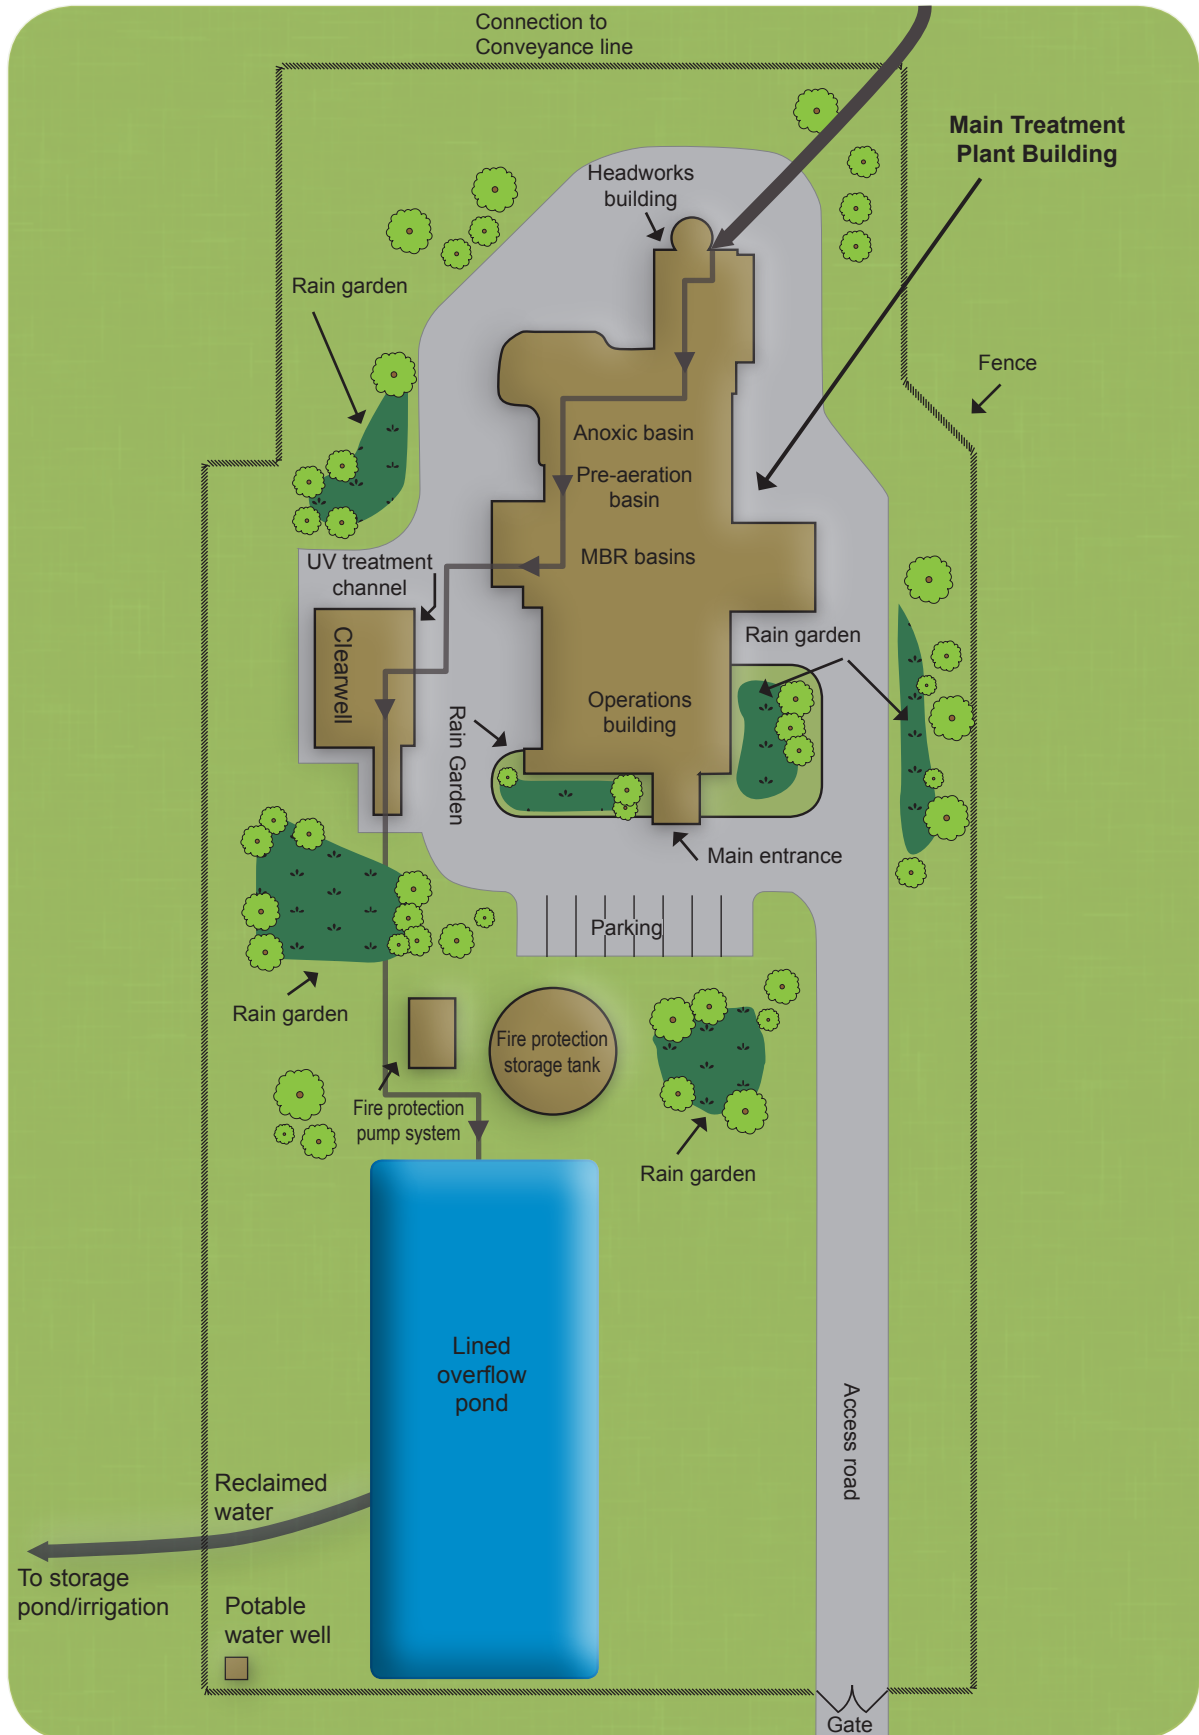 Connection to
Conveyance line
Main Treatment
Plant Building
Headworks
building
Rain garden
Fence
Anoxic basin
Pre-aeration
basin
MBR basins
UV treatment
channel
Clearwell
Rain garden
Operations
building
Rain Garden
Main entrance
Parking
Rain garden
Fire protection
storage tank
Fire protection
pump system
Rain garden
Lined
overflow
pond
Access road
Reclaimed
water
To storage
pond/irrigation
Potable
water well
Gate